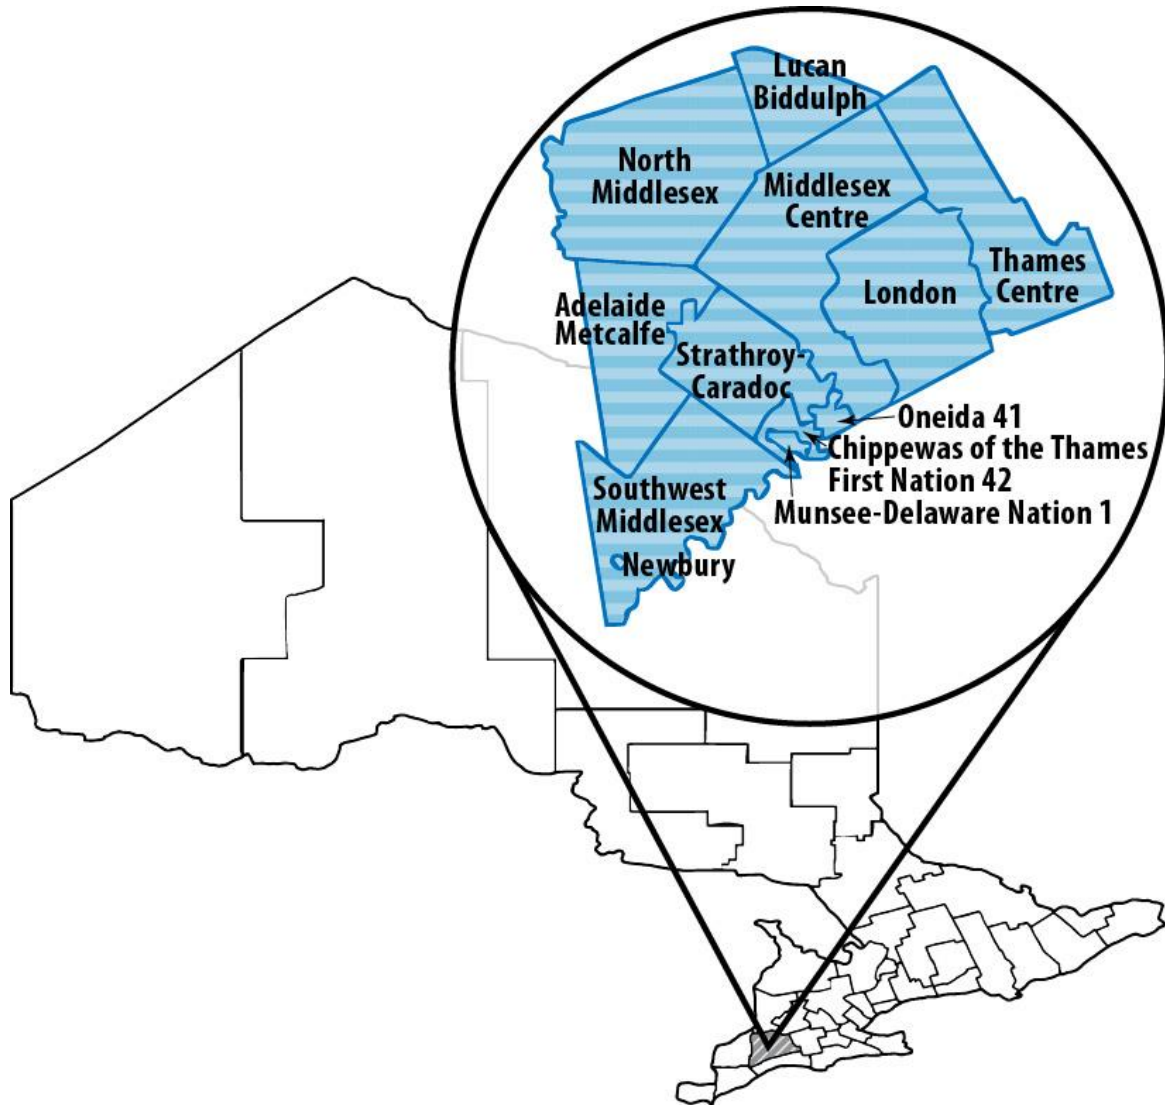 Lucan
Biddulph
North
Middlesex
Middlesex
Centre
Thames
Centre
London
Adelaide
Metcalfe
Strathroy-
Caradoc
Oneida 41
Chippewas of the Thames
First Nation 42
Munsee-Delaware Nation 1
Southwest
Middlesex
Newbury